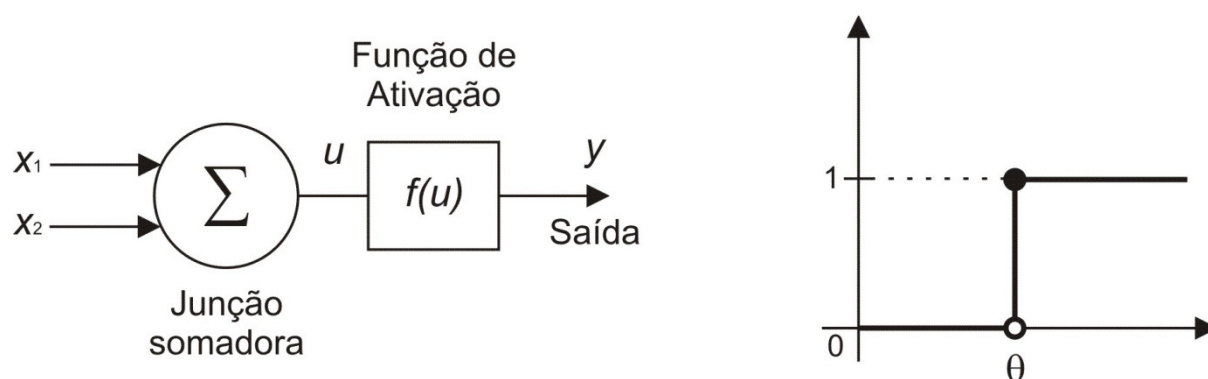 Função de
Ativação
x1
x2
Σ
u
f(u)
y
Saída
Junção
somadora
1
0
θ